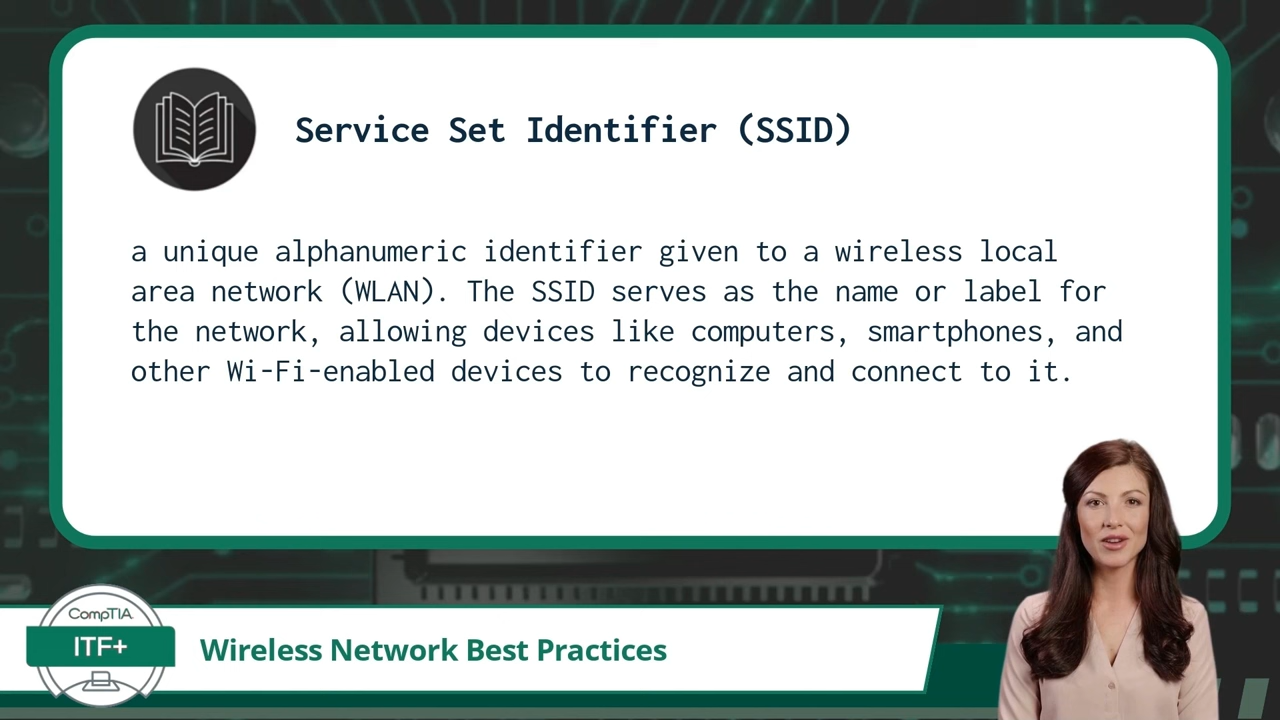 Service Set Identifier (SSID)
a unique alphanumeric identifier given to a wireless local
area network (WLAN). The SSID serves as the name or label for
the network, allowing devices like computers, smartphones, and
other Wi-Fi-enabled devices to recognize and connect to it.
CompTIA.
ITF+
Wireless Network Best Practices